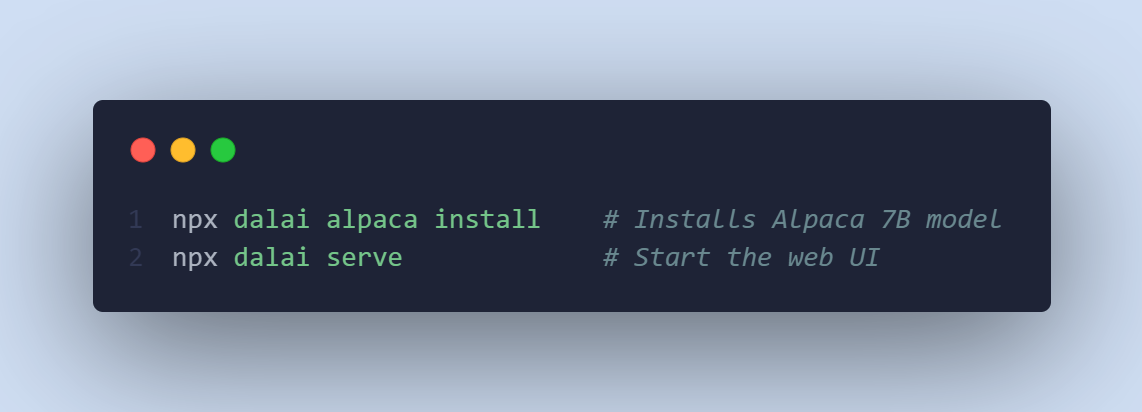 1 npx dalai alpaca install # Installs Alpaca 7B model
2 npx dalai serve # Start the web UI